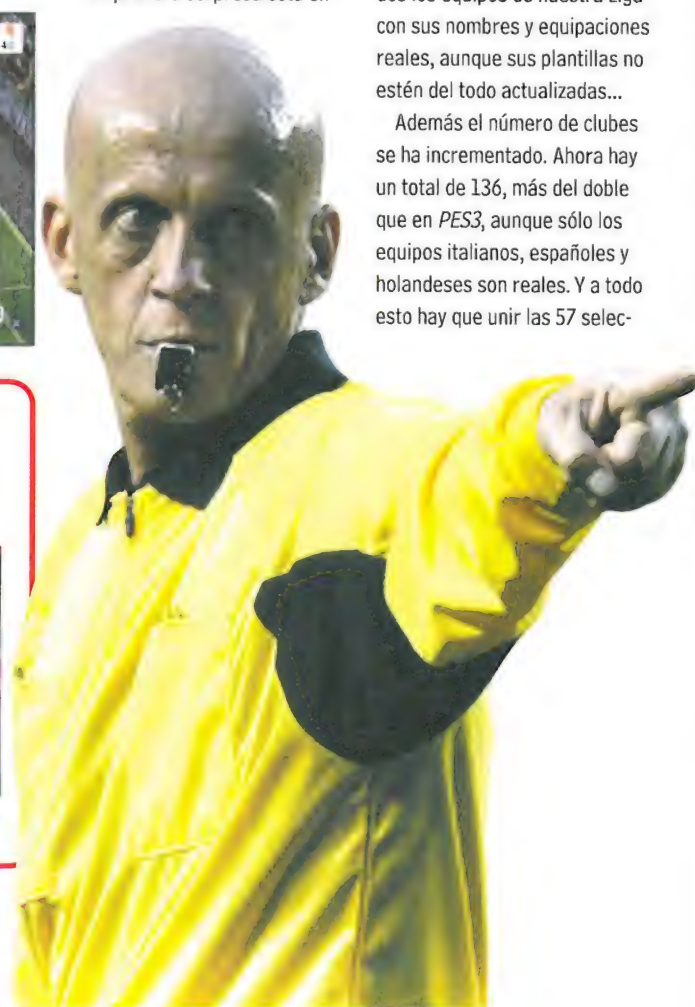 con sus nombres y equipaciones
reales, aunque sus plantillas no
estén del todo actualizadas...
Además el número de clubes
se ha incrementado. Ahora hay
un total de 136, más del doble
que en PES3, aunque sólo los
equipos italianos, españoles y
holandeses son reales. Y a todo
esto hay que unir las 57 selec-